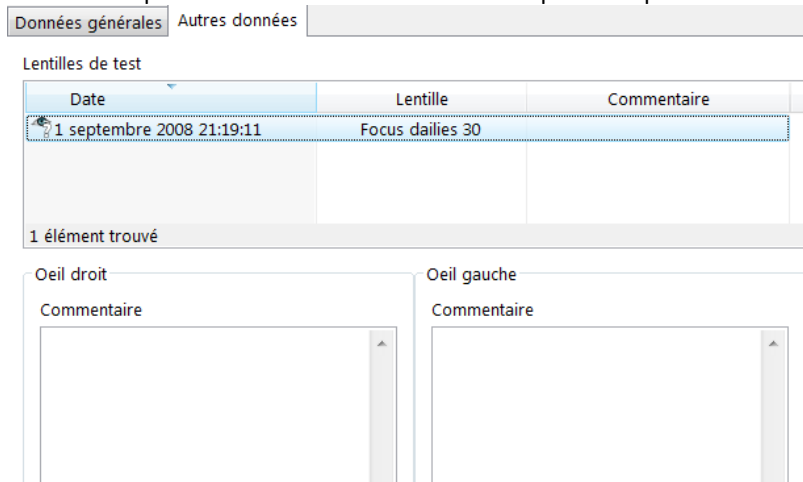 Données générales Autres données
Lentilles de test
Date Lentille Commentaire
1 septembre 2008 21:19:11 Focus dailies 30
1 élément trouvé
Oeil droit Oeil gauche
Commentaire Commentaire